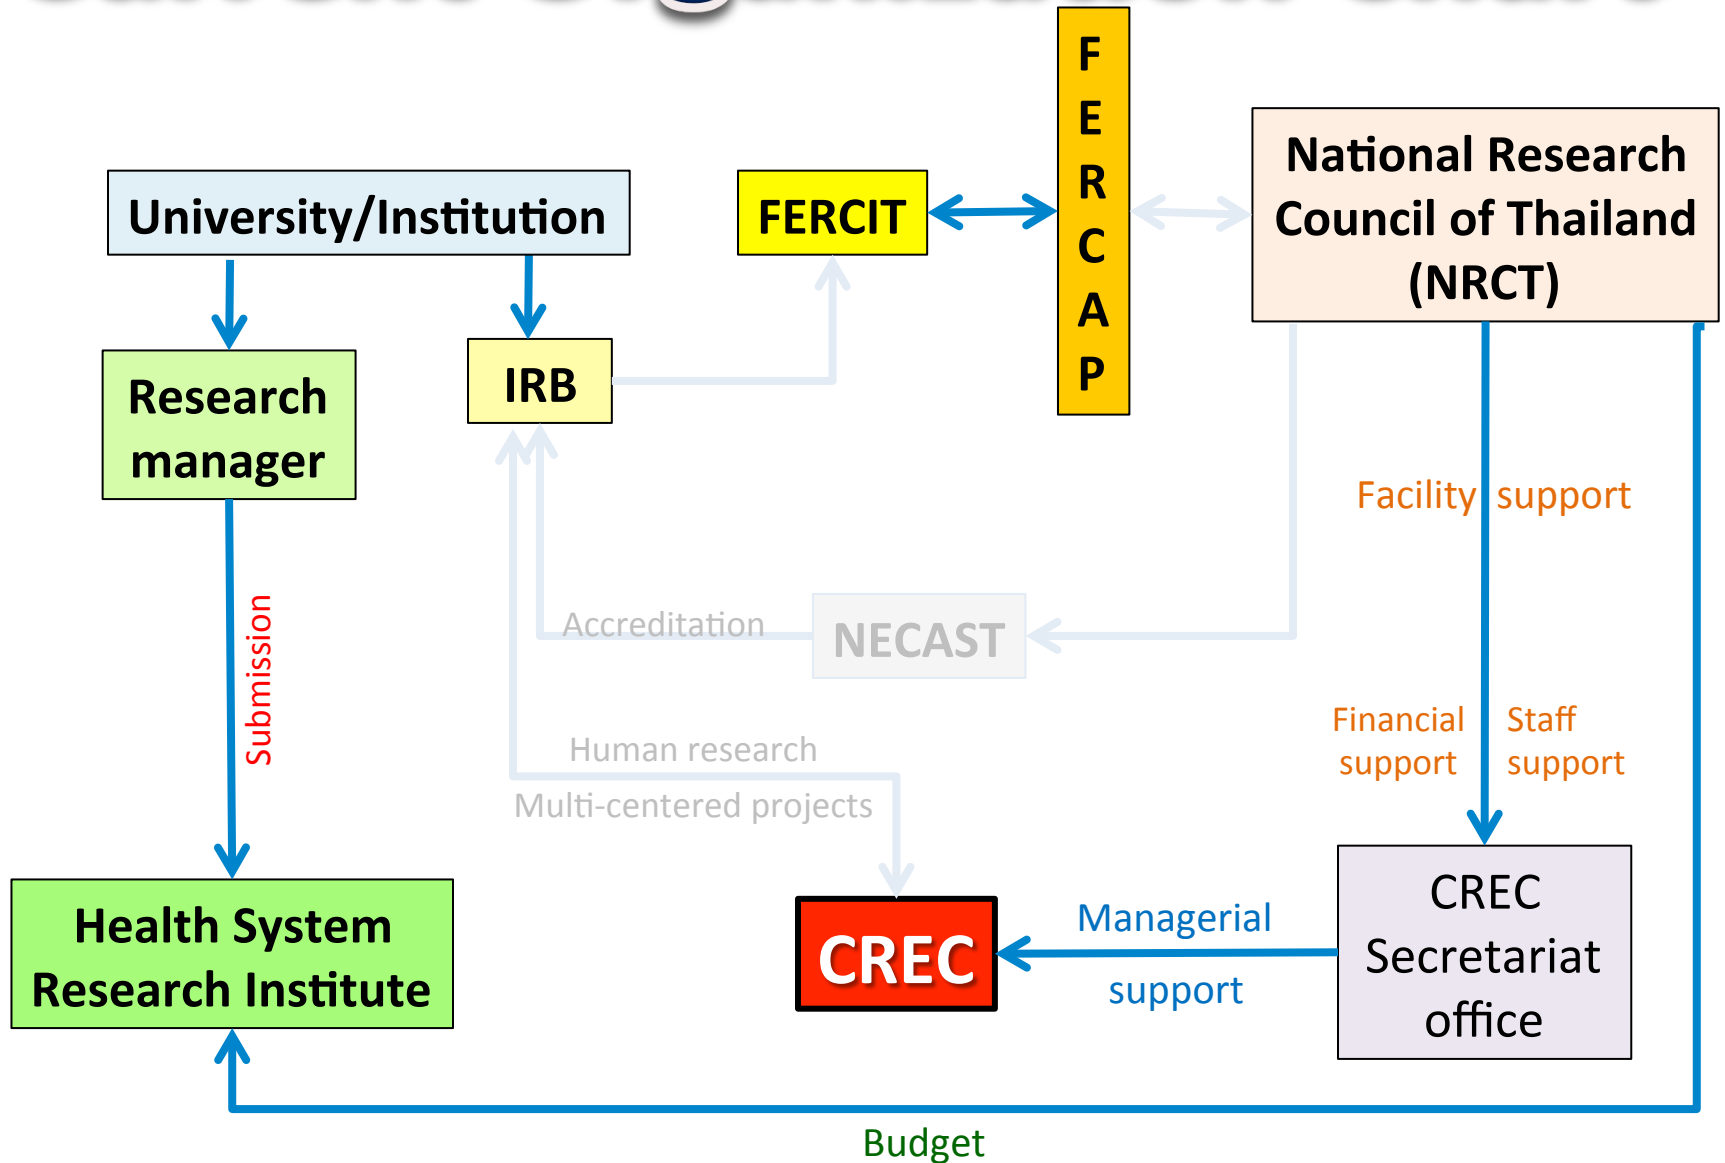 F
E
R
C
A
P
National Research
Council of Thailand
(NRCT)
University/Institution
FERCIT
Research
manager
IRB
Facility support
Submission
Accreditation
NECAST
Financial
support
Staff
support
Human research
Multi-centered projects
Health System
Research Institute
CREC
Managerial
support
CREC
Secretariat
office
Budget